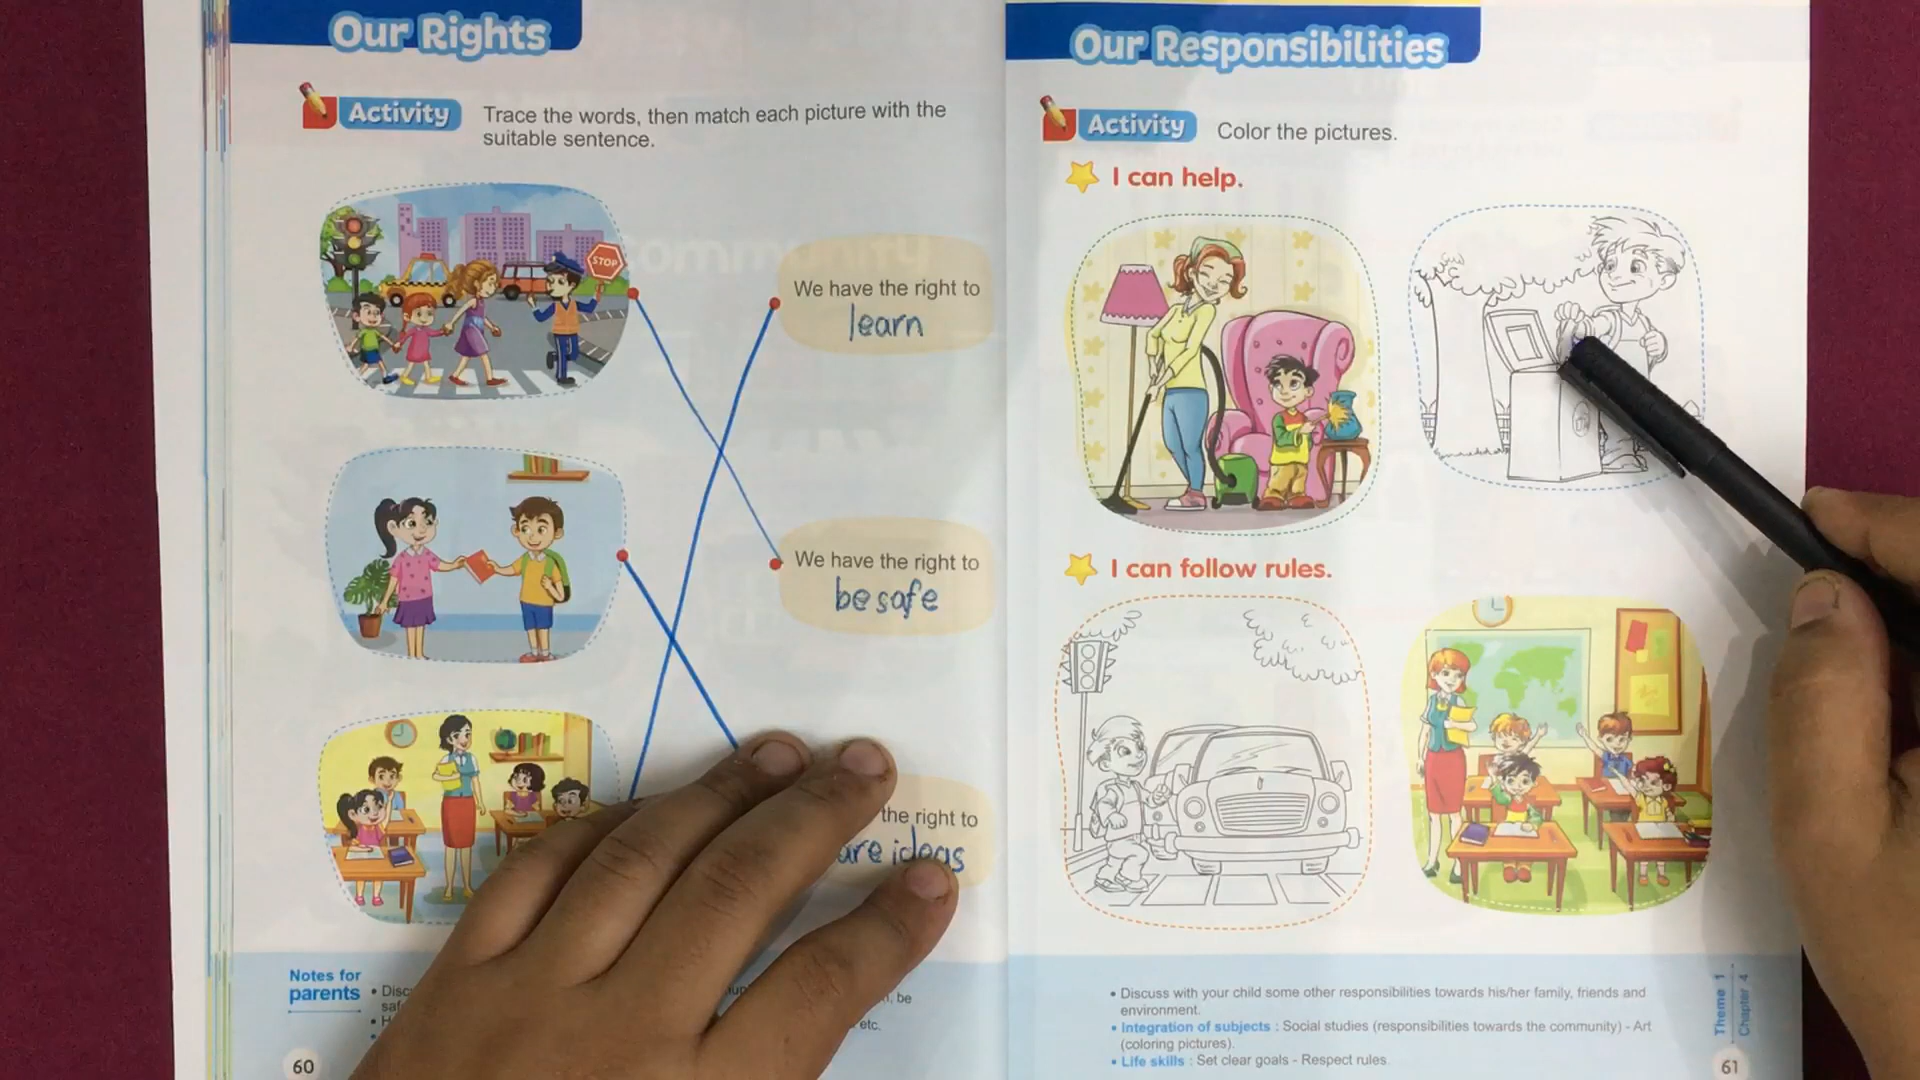 Our Rights
Activity
Trace the words, then match each picture with the
suitable sentence.
STOP
We have the right to
learn
We have the right to
be safe
the right to
are ideas
Notes for
parents
be
etc.
60
Our Responsibilities
Activity
Color the pictures.
I can help.
I can follow rules.
• Discuss with your child some other responsibilities towards his/her family, friends and
environment.
• Integration of subjects : Social studies (responsibilities towards the community) - Art
(coloring pictures).
• Life skills : Set clear goals - Respect rules.
Theme 1
Chapter 4
61